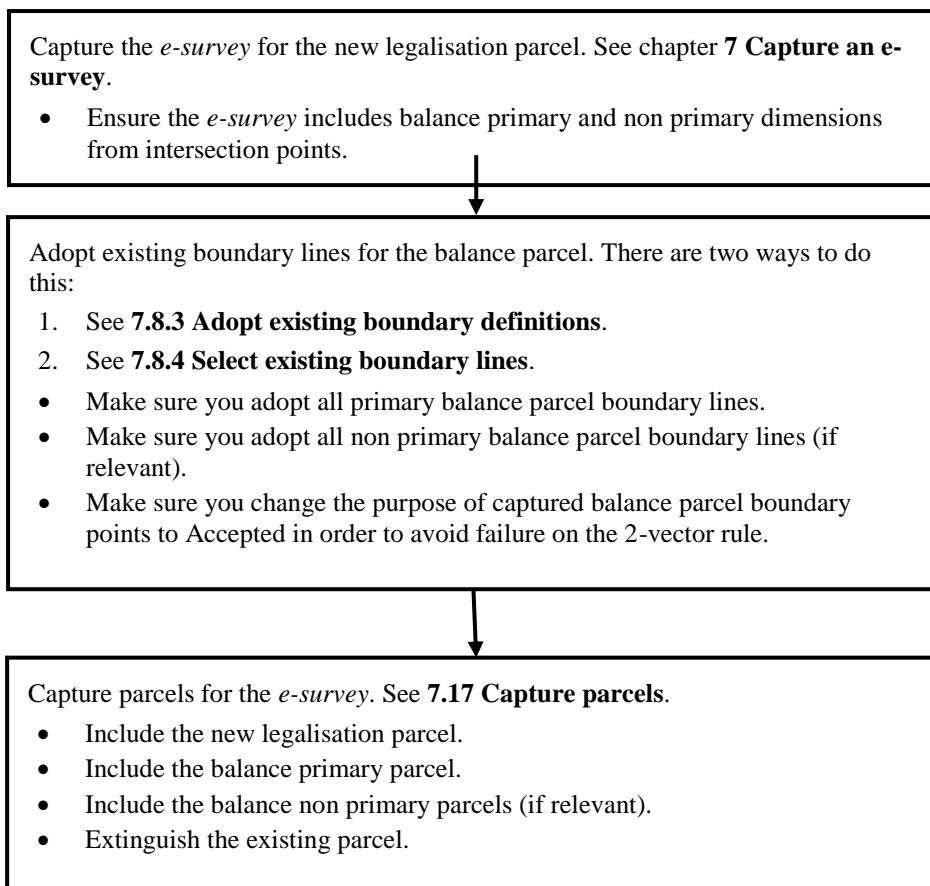 Capture the e-survey for the new legalisation parcel. See chapter 7 Capture an e-
survey.
• Ensure the e-survey includes balance primary and non primary dimensions
from intersection points.
Adopt existing boundary lines for the balance parcel. There are two ways to do
this:
1. See 7.8.3 Adopt existing boundary definitions.
2. See 7.8.4 Select existing boundary lines.
• Make sure you adopt all primary balance parcel boundary lines.
• Make sure you adopt all non primary balance parcel boundary lines (if
relevant).
• Make sure you change the purpose of captured balance parcel boundary
points to Accepted in order to avoid failure on the 2-vector rule.
Capture parcels for the e-survey. See 7.17 Capture parcels.
• Include the new legalisation parcel.
• Include the balance primary parcel.
• Include the balance non primary parcels (if relevant).
• Extinguish the existing parcel.